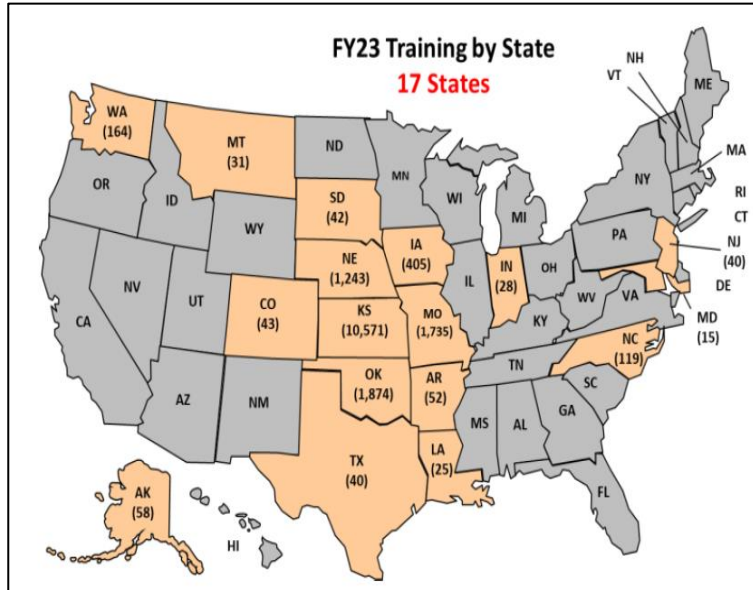 FY23 Training by State
17 States
NH
VT
ME
WA
(164)
MT
(31)
ND
MN
OR
ID
SD
(42)
WI
MI
NY
MA
RI
CT
WY
NE
(1,243)
IA
(405)
PA
NJ
(40)
NV
UT
CO
(43)
IL
IN
(28)
OH
WV
VA
DE
MD
(15)
CA
KS
(10,571)
MO
(1,735)
KY
NC
(119)
AZ
NM
OK
(1,874)
AR
(52)
TN
SC
MS
AL
GA
TX
(40)
LA
(25)
FL
AK
(58)
HI